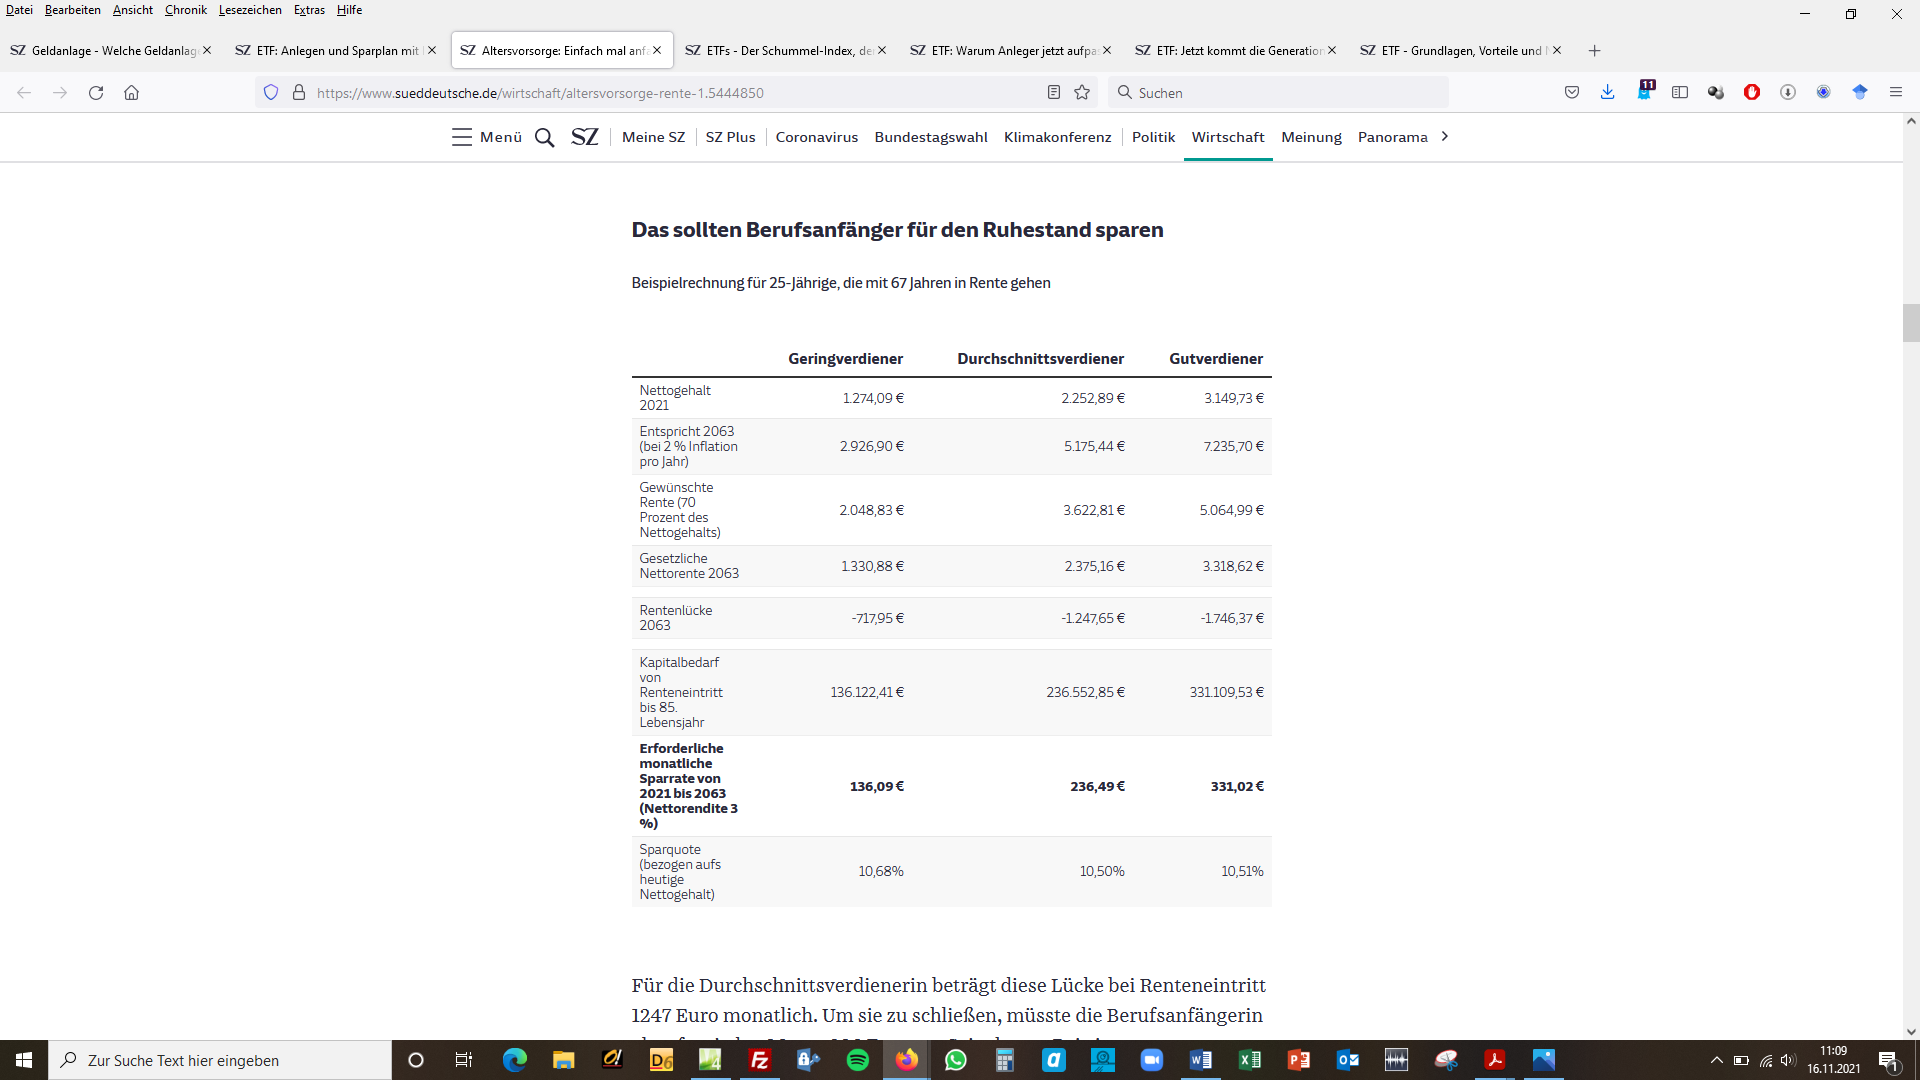 Datei Bearbeiten Ansicht Chronik Lesezeichen Extras Hilfe
SZ Geldanlage - Welche Geldanlag SZ ETF: Anlegen und Sparplan mit SZ Altersvorsorge: Einfach mal anf SZ ETFs - Der Schummel-Index, de SZ ETF: Warum Anleger jetzt aufpa SZ ETF: Jetzt kommt die Generation SZ ETF - Grundlagen, Vorteile und
https://www.sueddeutsche.de/wirtschaft/altersvorsorge-rente-1.5444850 Suchen 11
Menü SZ Meine SZ SZ Plus Coronavirus Bundestagswahl Klimakonferenz Politik Wirtschaft Meinung Panorama
Das sollten Berufsanfänger für den Ruhestand sparen
Beispielrechnung für 25-Jährige, die mit 67 Jahren in Rente gehen
Geringverdiener Durchschnittsverdiener Gutverdiener
Nettogehalt
2021
1.274,09 € 2.252,89 € 3.149,73 €
Entspricht 2063
(bei 2 % Inflation
pro Jahr)
2.926,90 € 5.175,44 € 7.235,70 €
Gewünschte
Rente (70
Prozent des
Nettogehalts)
2.048,83 € 3.622,81 € 5.064,99 €
Gesetzliche
Nettorente 2063
1.330,88 € 2.375,16 € 3.318,62 €
Rentenlücke
2063
-717,95 € -1.247,65 € -1.746,37 €
Kapitalbedarf
von
Renteneintritt
bis 85.
Lebensjahr
136.122,41 € 236.552,85 € 331.109,53 €
Erforderliche
monatliche
Sparrate von
2021 bis 2063
(Nettorendite 3
%)
136,09 € 236,49 € 331,02 €
Sparquote
(bezogen aufs
heutige
Nettogehalt)
10,68% 10,50% 10,51%
Für die Durchschnittsverdienerin beträgt diese Lücke bei Renteneintritt
1247 Euro monatlich. Um sie zu schließen, müsste die Berufsanfängerin
Zur Suche Text hier eingeben
11:09
16.11.2021